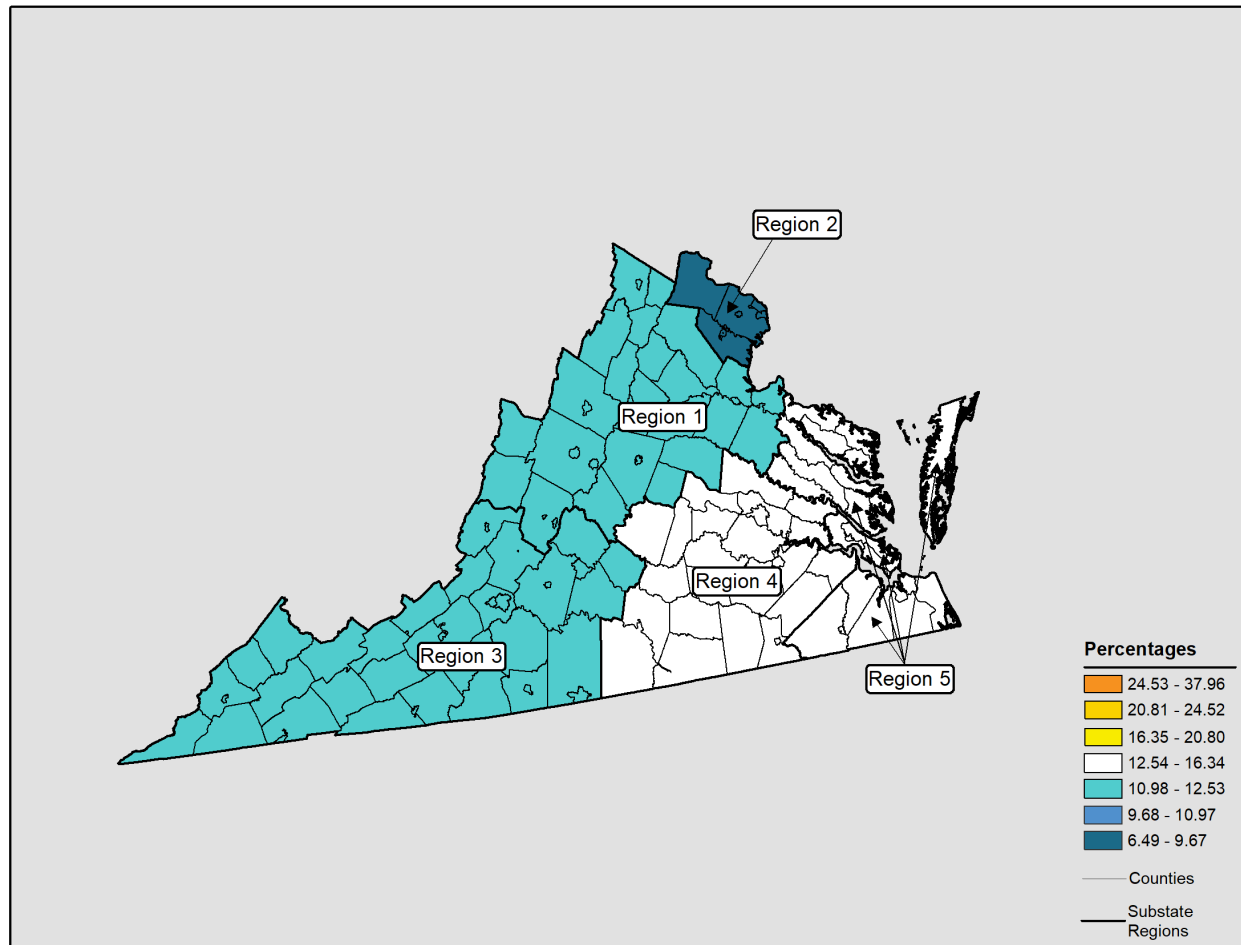 Region 2
Region 1
Region 4
Region 3
Region 5
Percentages
24.53 - 37.96
20.81 - 24.52
16.35 - 20.80
12.54 - 16.34
10.98 - 12.53
9.68 - 10.97
6.49 - 9.67
Counties
Substate
Regions